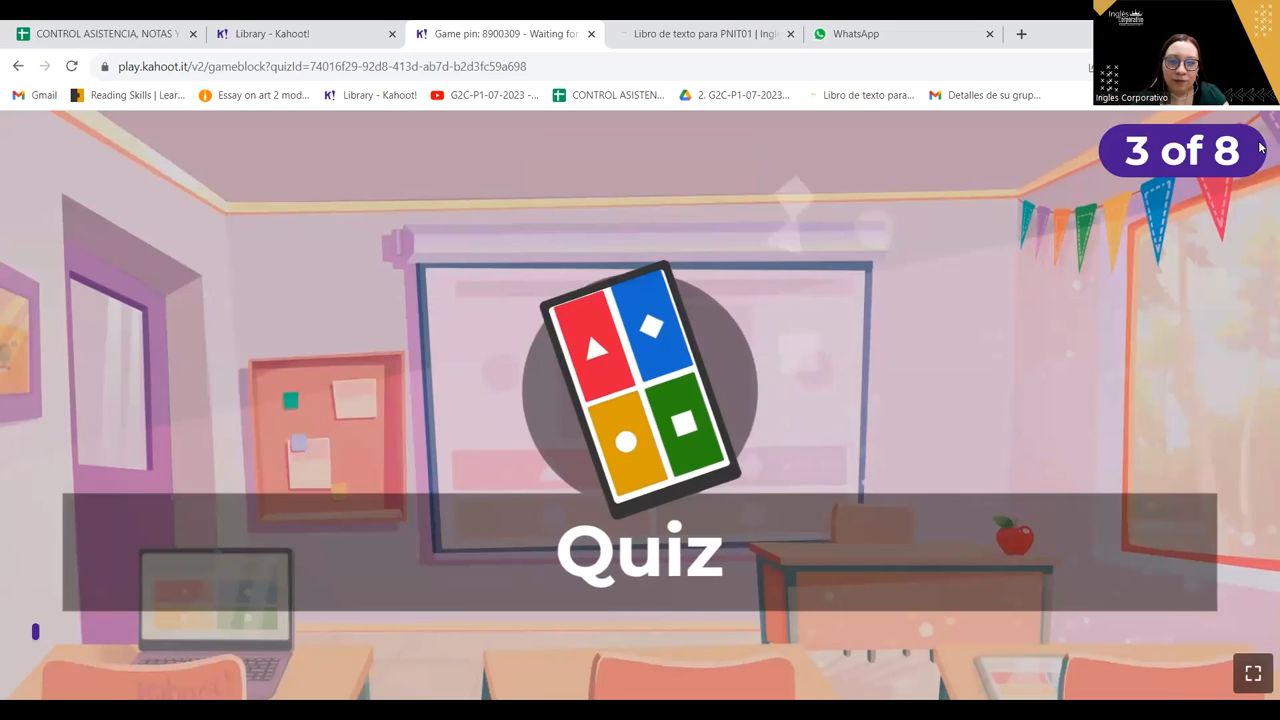 CONTROL ASISTENCIA, NOTAS Y
Library - Kahoot!
Game pin: 8900309 - Waiting for
Libro de texto para PNIT01 | Ingl
WhatsApp
play.kahoot.it/v2/gameblock?quizId=74016f29-92d8-413d-ab7d-b2fb5c59a698
Gmail
Reading Skills | Lear...
Essay on art 2 mod...
Library - Kahoot!
G2C-P1-07-2023 -...
CONTROL ASISTEN...
2. G2C-P1-07-2023...
Libro de texto para...
Detalles de su grup...
Inglés
Corporativo
Ingles Corporativo
3 of 8
Quiz